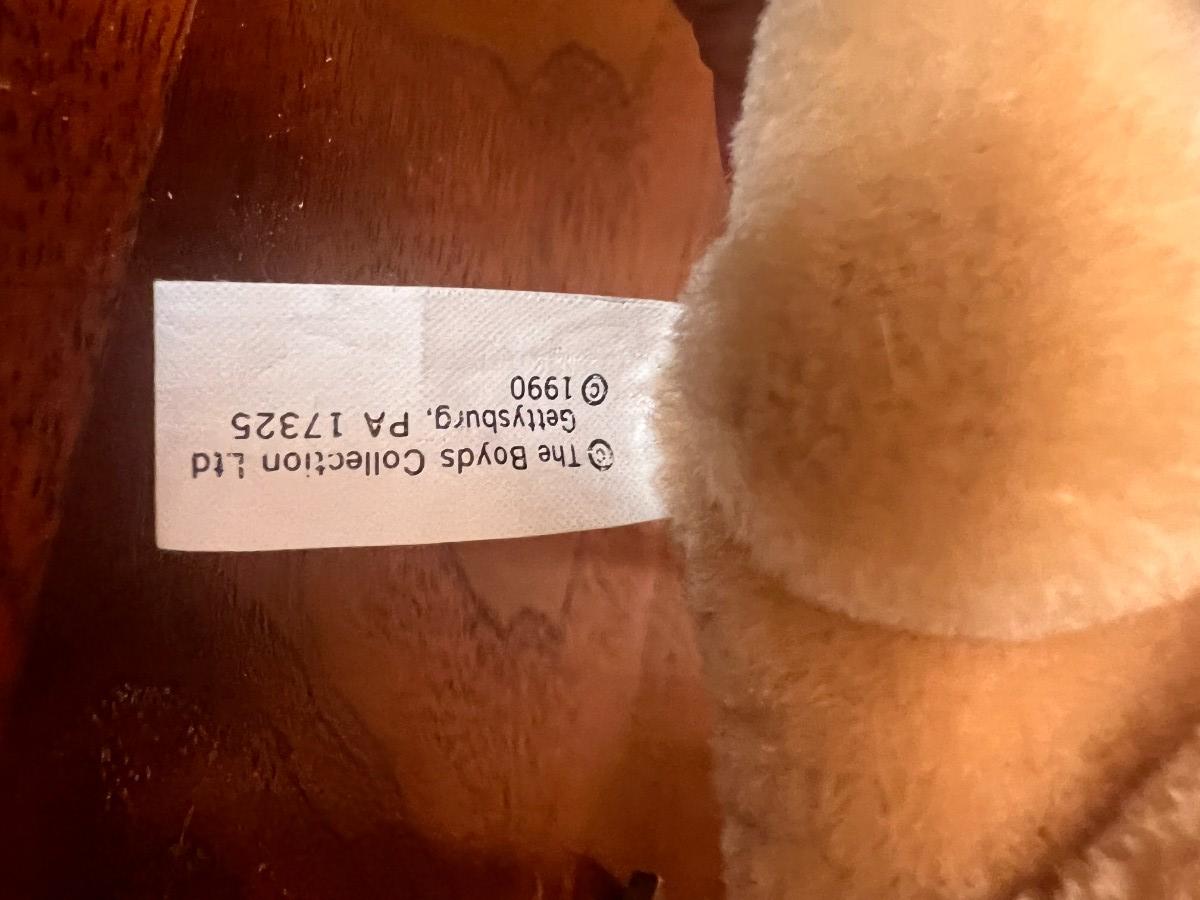 © The Boyds Collection Ltd
Gettysburg, PA 17325
© 1990